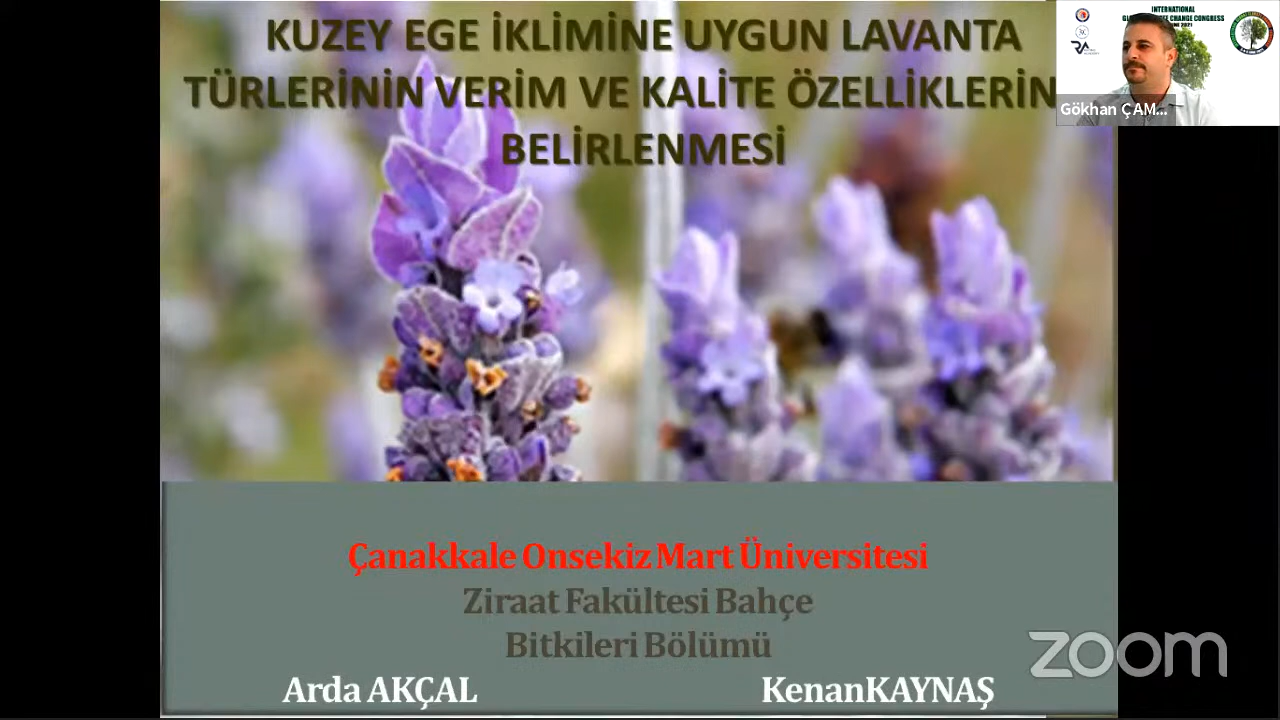 KUZEY EGE İKLİMİNE UYGUN LAVANTA
TÜRLERİNİN VERİM VE KALİTE ÖZELLİKLERİN
BELİRLENMESİ
INTERNATIONAL
CHANGE CONGRESS
2021
Gökhan ÇAM...
Çanakkale Onsekiz Mart Üniversitesi
Ziraat Fakültesi Bahçe
Bitkileri Bölümü
Arda AKÇAL
KenanKAYNAŞ
zoom